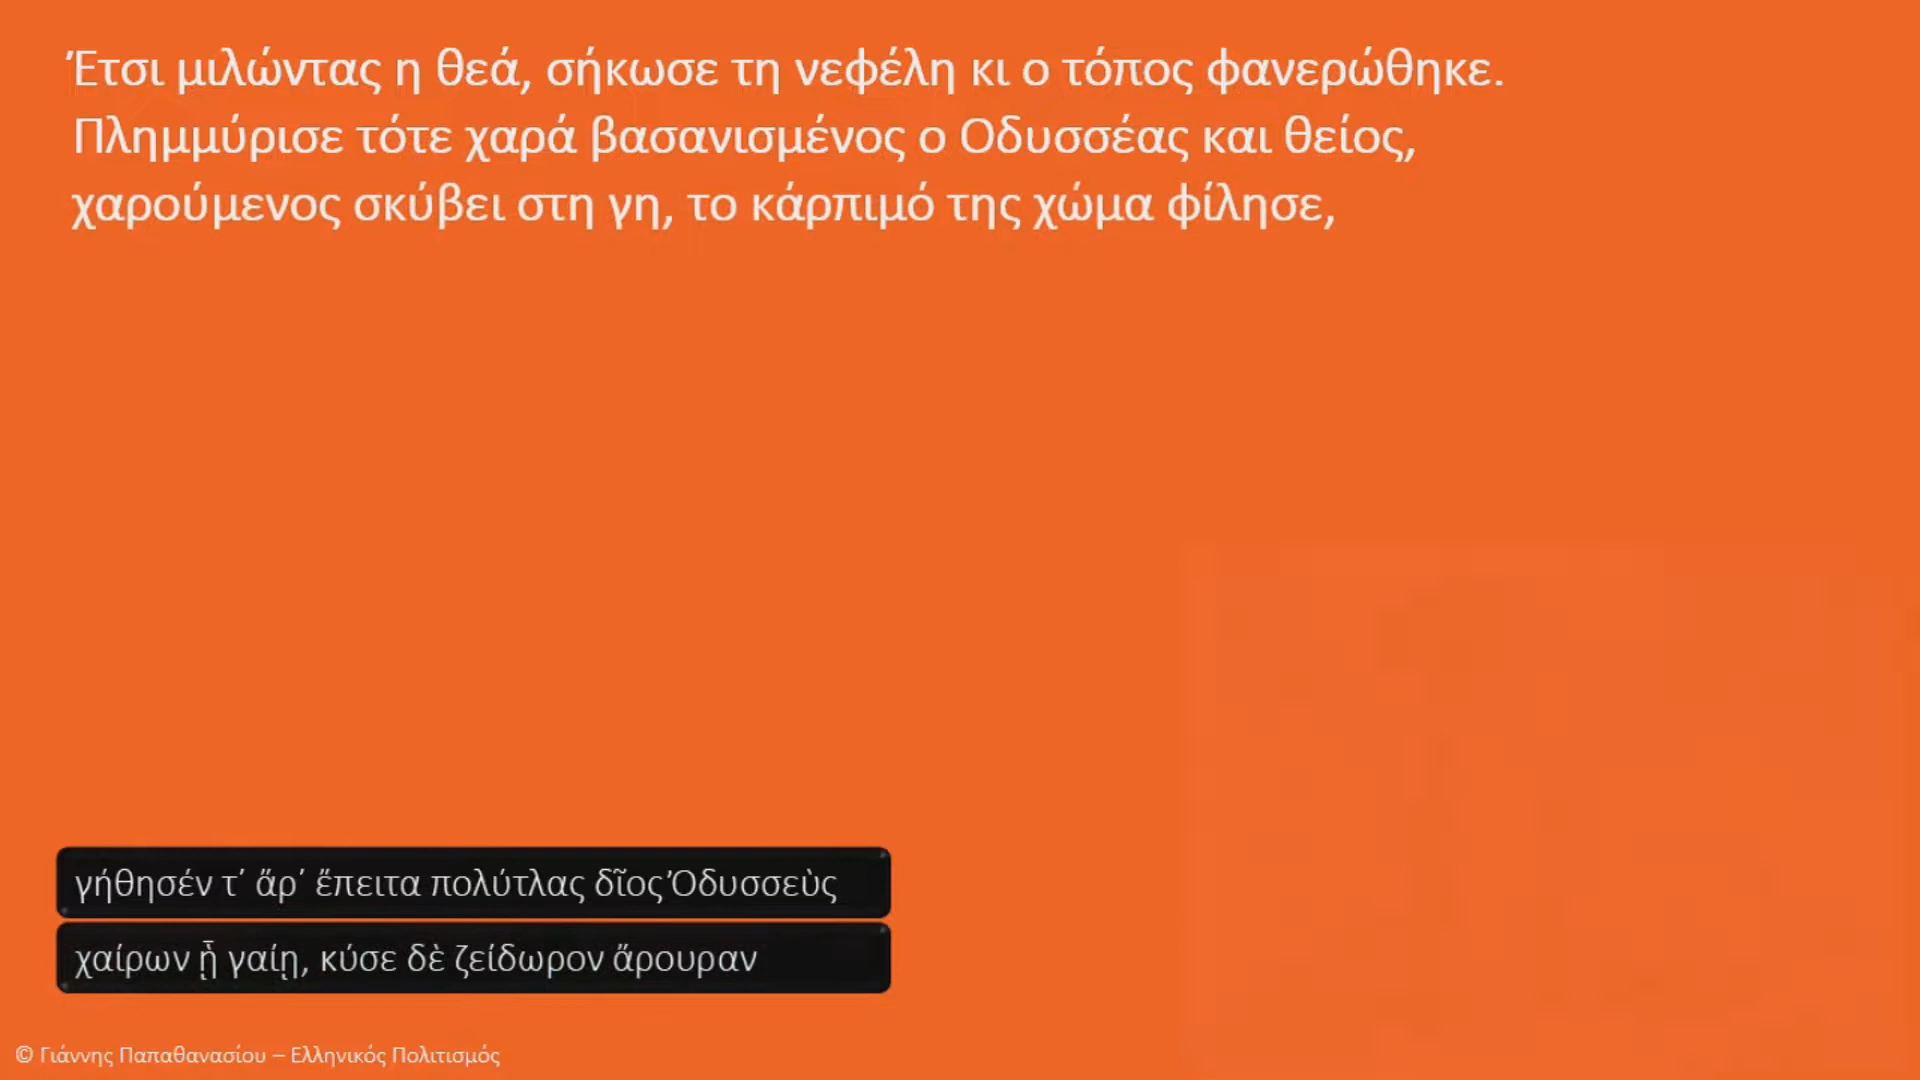 Έτσι μιλώντας η θεά, σήκωσε τη νεφέλη κι ο τόπος φανερώθηκε.
Πλημμύρισε τότε χαρά βασανισμένος ο Οδυσσέας και θείος,
χαρούμενος σκύβει στη γη, το κάρπιμό της χώμα φίλησε,
γήθησέν τ᾽ ἄρ᾽ ἔπειτα πολύτλας δῖος Ὀδυσσεὺς
χαίρων ᾗ γαίῃ, κύσε δὲ ζείδωρον ἄρουραν
© Γιάννης Παπαθανασίου – Ελληνικός Πολιτισμός